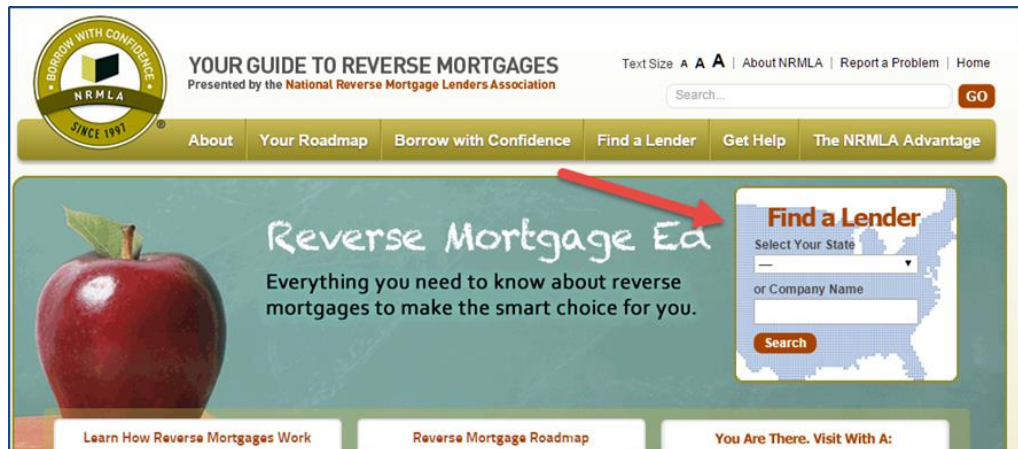 BORROW WITH CONFIDENCE
NRMLA
SINCE 1997
®
YOUR GUIDE TO REVERSE MORTGAGES
Presented by the National Reverse Mortgage Lenders Association
Text Size A A A | About NRMLA | Report a Problem | Home
Search... GO
About Your Roadmap Borrow with Confidence Find a Lender Get Help The NRMLA Advantage
Reverse Mortgage Ed
Everything you need to know about reverse
mortgages to make the smart choice for you.
Find a Lender
Select Your State
—
or Company Name
Search
Learn How Reverse Mortgages Work
Reverse Mortgage Roadmap
You Are There. Visit With A: